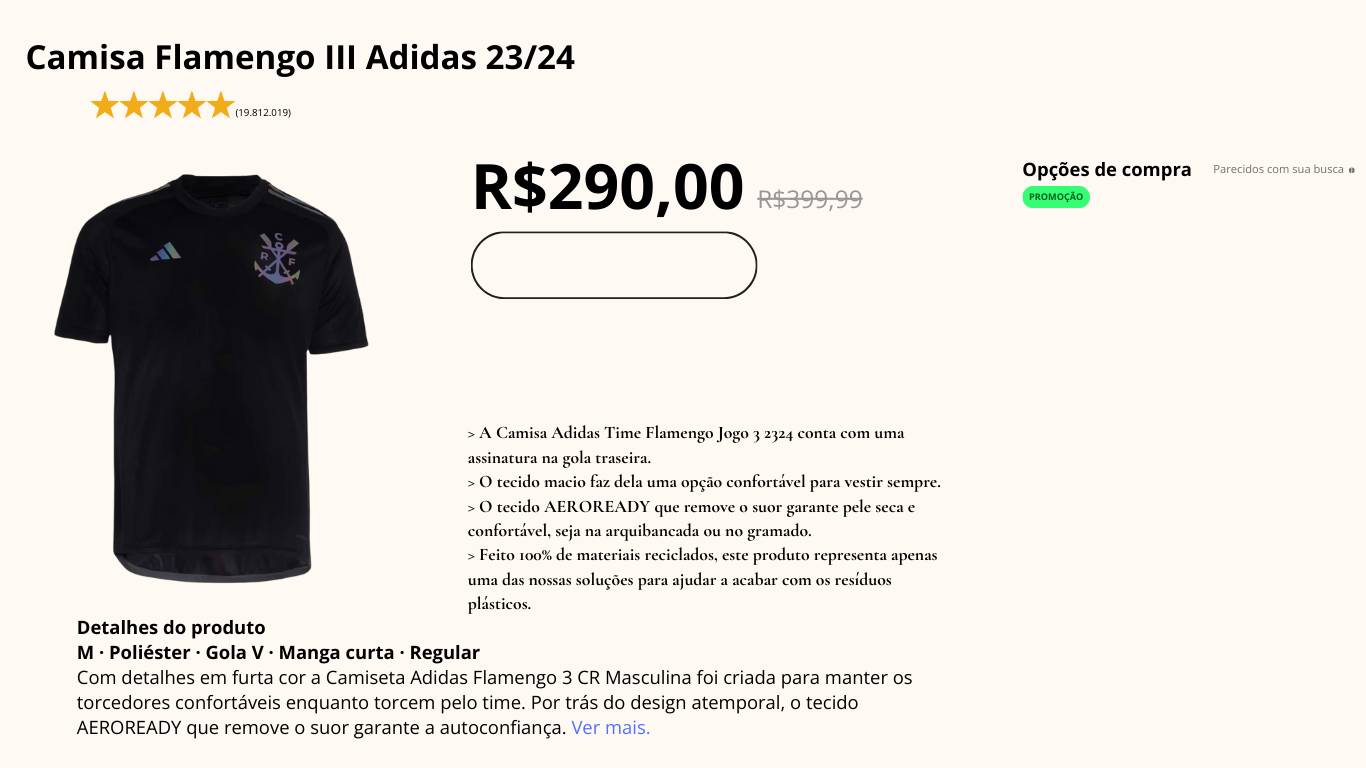 Camisa Flamengo III Adidas 23/24
(19.812.019)
R$290,00 R$399,99
Opções de compra
Parecidos com sua busca
PROMOÇÃO
C
R F
> A Camisa Adidas Time Flamengo Jogo 3 2324 conta com uma
assinatura na gola traseira.
> O tecido macio faz dela uma opção confortável para vestir sempre.
> O tecido AEROREADY que remove o suor garante pele seca e
confortável, seja na arquibancada ou no gramado.
> Feito 100% de materiais reciclados, este produto representa apenas
uma das nossas soluções para ajudar a acabar com os resíduos
plásticos.
Detalhes do produto
M · Poliéster · Gola V · Manga curta · Regular
Com detalhes em furta cor a Camiseta Adidas Flamengo 3 CR Masculina foi criada para manter os
torcedores confortáveis enquanto torcem pelo time. Por trás do design atemporal, o tecido
AEROREADY que remove o suor garante a autoconfiança. Ver mais.